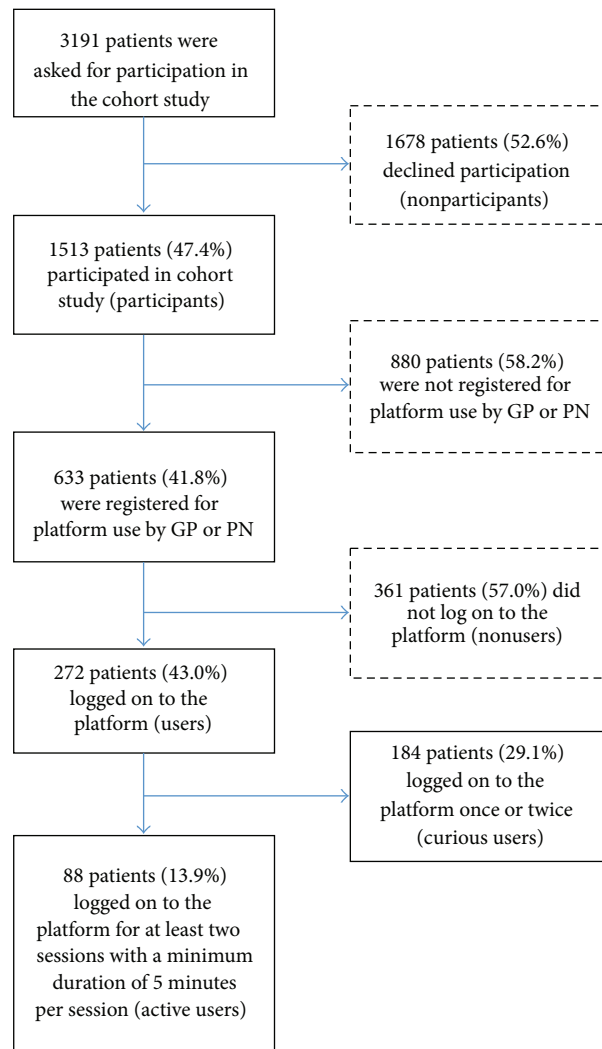 3191 patients were
asked for participation in
the cohort study
1678 patients (52.6%)
declined participation
(nonparticipants)
1513 patients (47.4%)
participated in cohort
study (participants)
880 patients (58.2%)
were not registered for
platform use by GP or PN
633 patients (41.8%)
were registered for
platform use by GP or PN
361 patients (57.0%) did
not log on to the
platform (nonusers)
272 patients (43.0%)
logged on to the
platform (users)
184 patients (29.1%)
logged on to the
platform once or twice
(curious users)
88 patients (13.9%)
logged on to the
platform for at least two
sessions with a minimum
duration of 5 minutes
per session (active users)